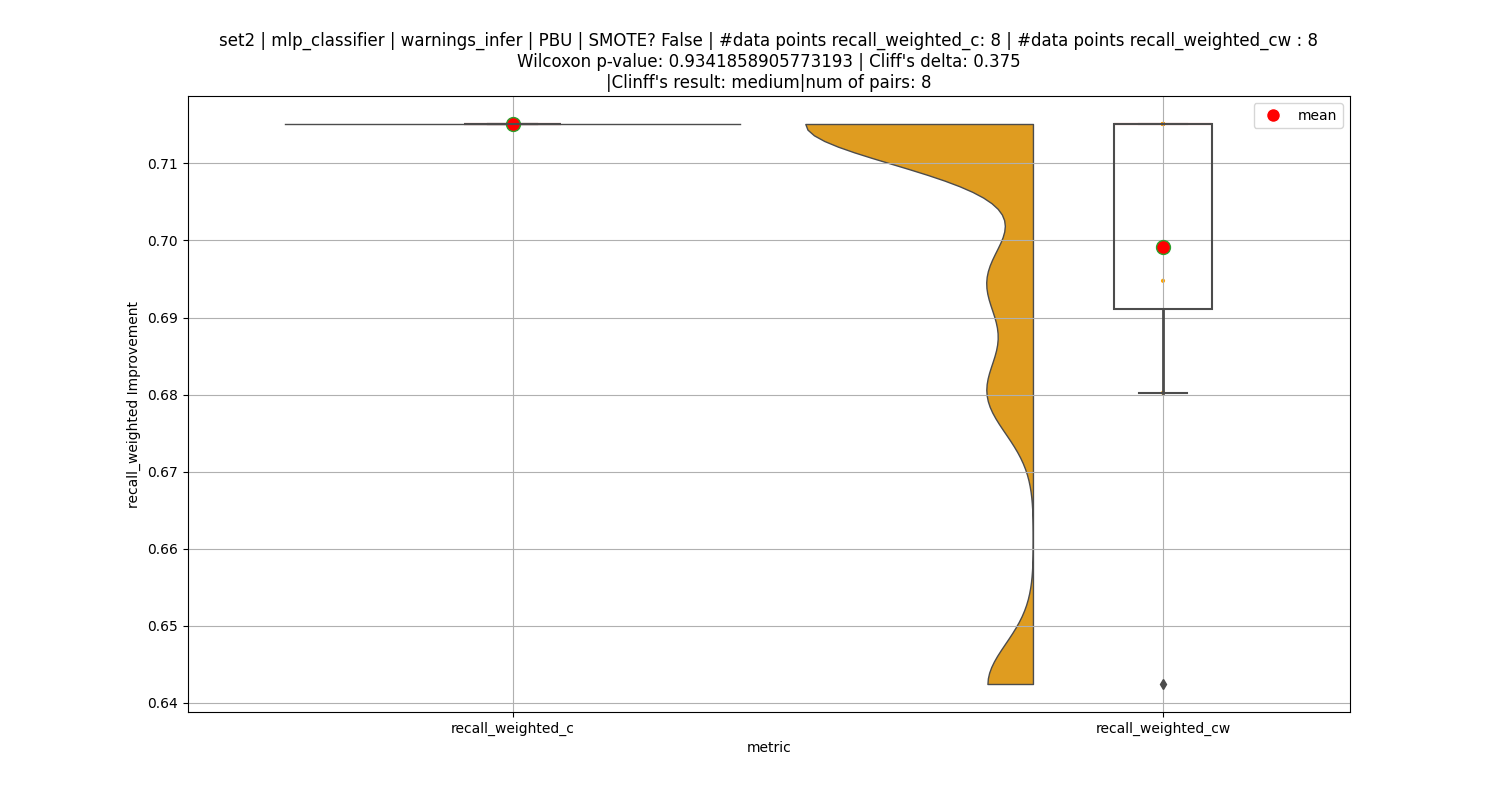 set2 | mlp_classifier | warnings_infer | PBU | SMOTE? False | #data points recall_weighted_c: 8 | #data points recall_weighted_cw : 8
Wilcoxon p-value: 0.9341858905773193 | Cliff's delta: 0.375
|Clinff's result: medium|num of pairs: 8
mean
0.71
0.70
0.69
0.68
0.67
0.66
0.65
0.64
recall_weighted Improvement
recall_weighted_c
recall_weighted_cw
metric